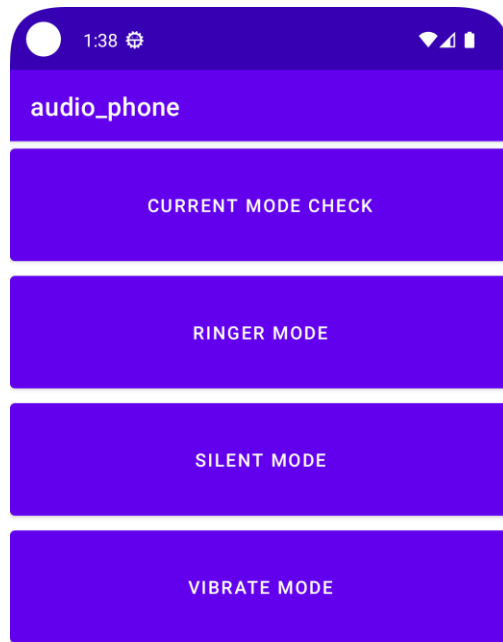 1:38
audio_phone
CURRENT MODE CHECK
RINGER MODE
SILENT MODE
VIBRATE MODE